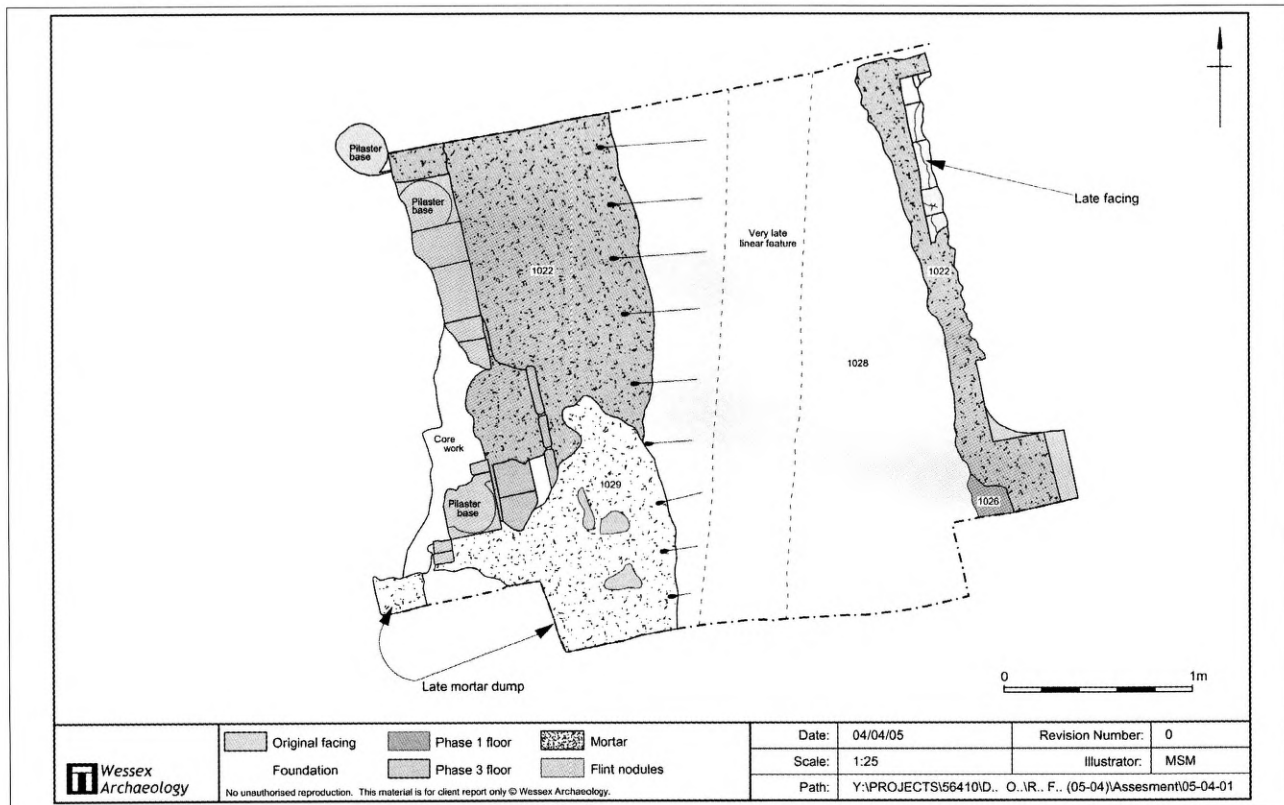 Pilaster
base
Pilaster
base
Late facing
Very late
linear feature
1022
1022
1028
Core
work
1029
Pilaster
base
1026
0 1m
Late mortar dump
Wessex
Archaeology
Original facing
Phase 1 floor
Mortar
Foundation
Phase 3 floor
Flint nodules
No unauthorised reproduction. This material is for client report only © Wessex Archaeology.
Date: 04/04/05
Revision Number: 0
Scale: 1:25
Illustrator: MSM
Path: Y:\PROJECTS\56410\D.. O..\R.. F.. (05-04)\Assesment\05-04-01